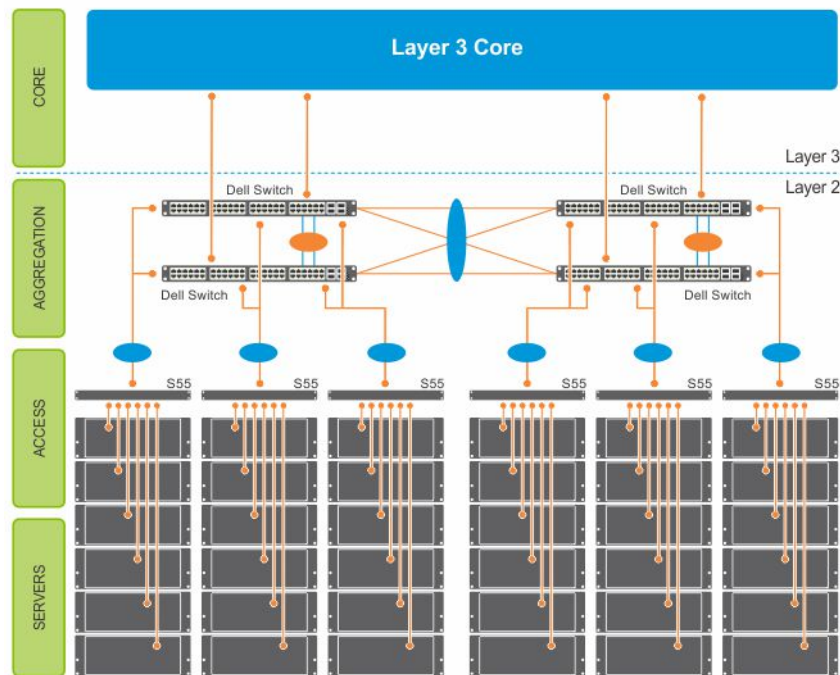 CORE
Layer 3 Core
Layer 3
Layer 2
AGGREGATION
Dell Switch
Dell Switch
Dell Switch
Dell Switch
ACCESS
S55
S55
S55
S55
S55
S55
SERVERS